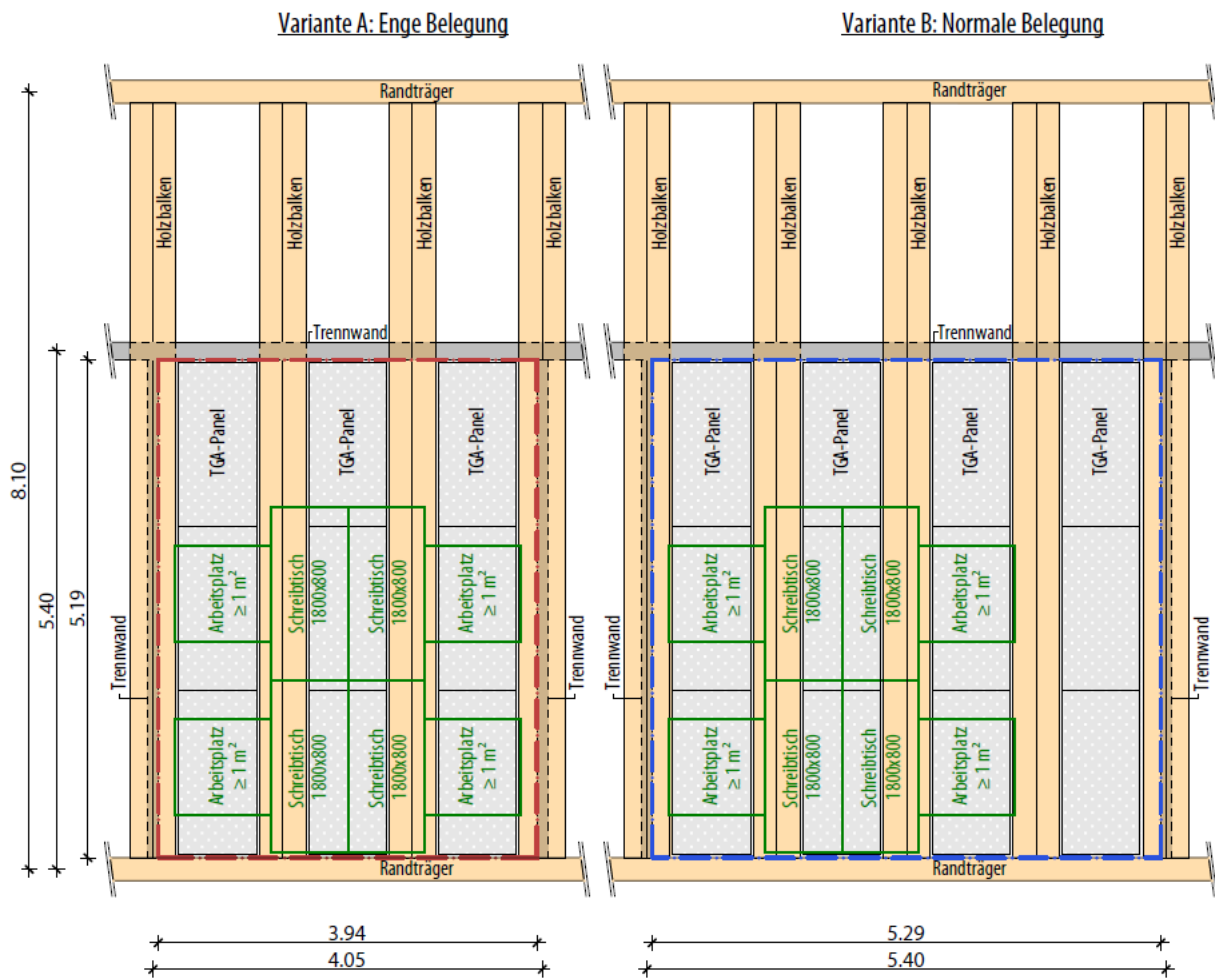 Variante A: Enge Belegung
Variante B: Normale Belegung
Randträger
Randträger
Holzbalken
Holzbalken
Holzbalken
Holzbalken
Holzbalken
Holzbalken
Holzbalken
Holzbalken
Holzbalken
Trennwand
Trennwand
TGA-Panel
TGA-Panel
TGA-Panel
TGA-Panel
TGA-Panel
TGA-Panel
TGA-Panel
8.10
5.40
5.19
Arbeitsplatz
≥ 1 m²
Schreibtisch
1800x800
Schreibtisch
1800x800
Arbeitsplatz
≥ 1 m²
Arbeitsplatz
≥ 1 m²
Schreibtisch
1800x800
Schreibtisch
1800x800
Arbeitsplatz
≥ 1 m²
Trennwand
Trennwand
Trennwand
Trennwand
Arbeitsplatz
≥ 1 m²
Schreibtisch
1800x800
Schreibtisch
1800x800
Arbeitsplatz
≥ 1 m²
Arbeitsplatz
≥ 1 m²
Schreibtisch
1800x800
Schreibtisch
1800x800
Arbeitsplatz
≥ 1 m²
Randträger
Randträger
3.94
4.05
5.29
5.40